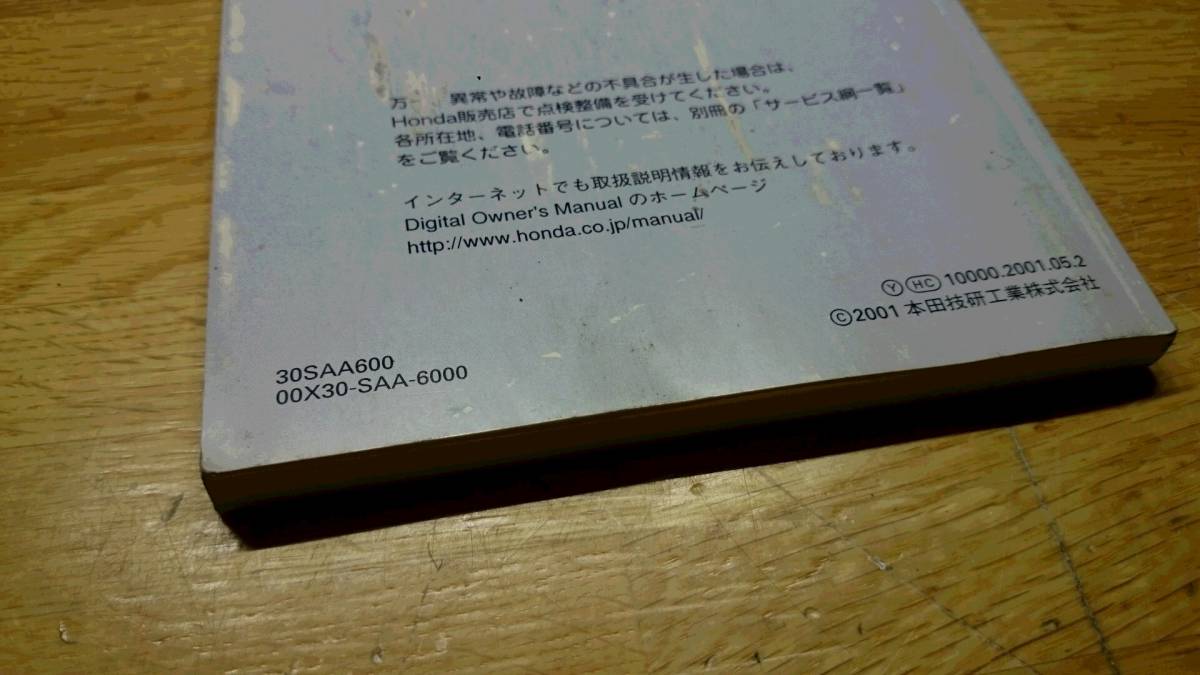 万一、異常や故障などの不具合が生した場合は、
Honda販売店で点検整備を受けてください。
各所在地、電話番号については、別冊の「サービス網一覧」
をご覧ください。
インターネットでも取扱説明情報をお伝えしております。
Digital Owner's Manual のホームページ
http://www.honda.co.jp/manual/
Ⓨ HC 10000.2001.05.2
©2001 本田技研工業株式会社
30SAA600
00X30-SAA-6000